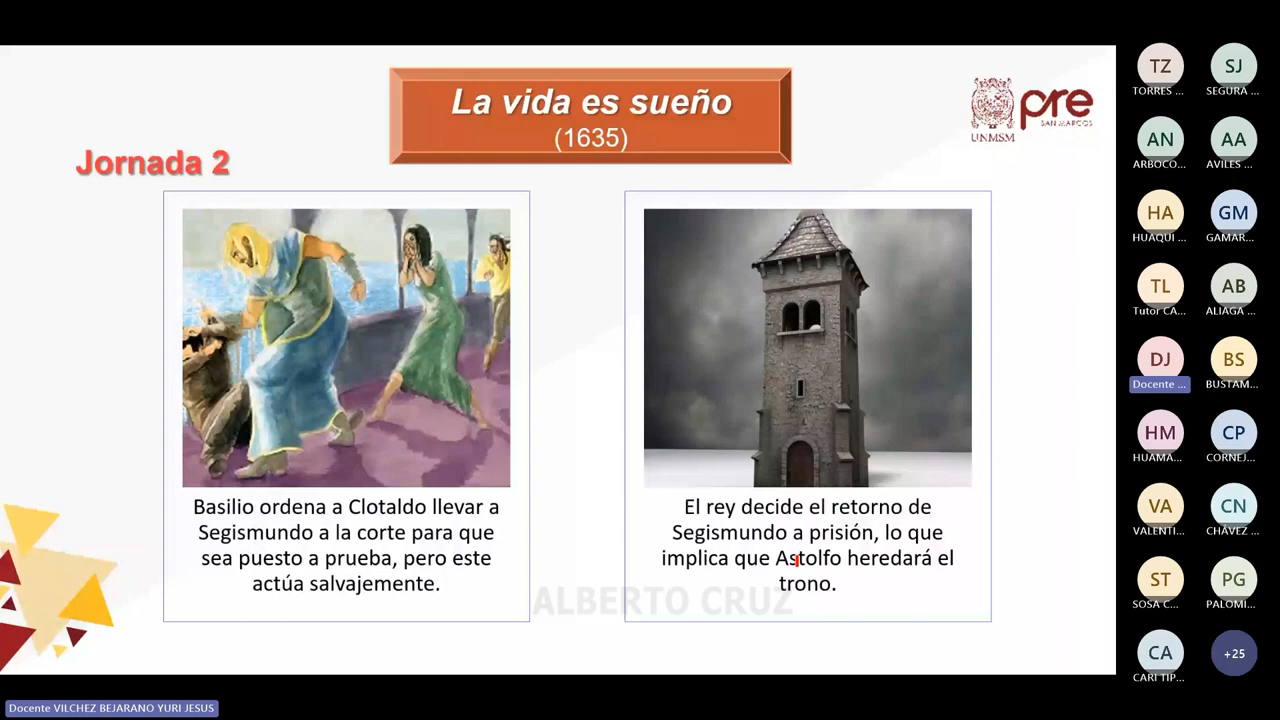 La vida es sueño
(1635)
UNMSM
pre
SAN MARCOS
Jornada 2
Basilio ordena a Clotaldo llevar a
Segismundo a la corte para que
sea puesto a prueba, pero este
actúa salvajemente.
El rey decide el retorno de
Segismundo a prisión, lo que
implica que Astolfo heredará el
trono.
ALBERTO CRUZ
TZ
TORRES ...
SJ
SEGURA ...
AN
ARBOCO...
AA
AVILES ...
HA
HUAQUI ...
GM
GAMAR...
TL
Tutor CA...
AB
ALIAGA ...
DJ
Docente ...
BS
BUSTAM...
HM
HUAMA...
CP
CORNEJ...
VA
VALENTI...
CN
CHÁVEZ ...
ST
SOSA C...
PG
PALOMI...
CA
CARI TIP...
+25
Docente VILCHEZ BEJARANO YURI JESUS